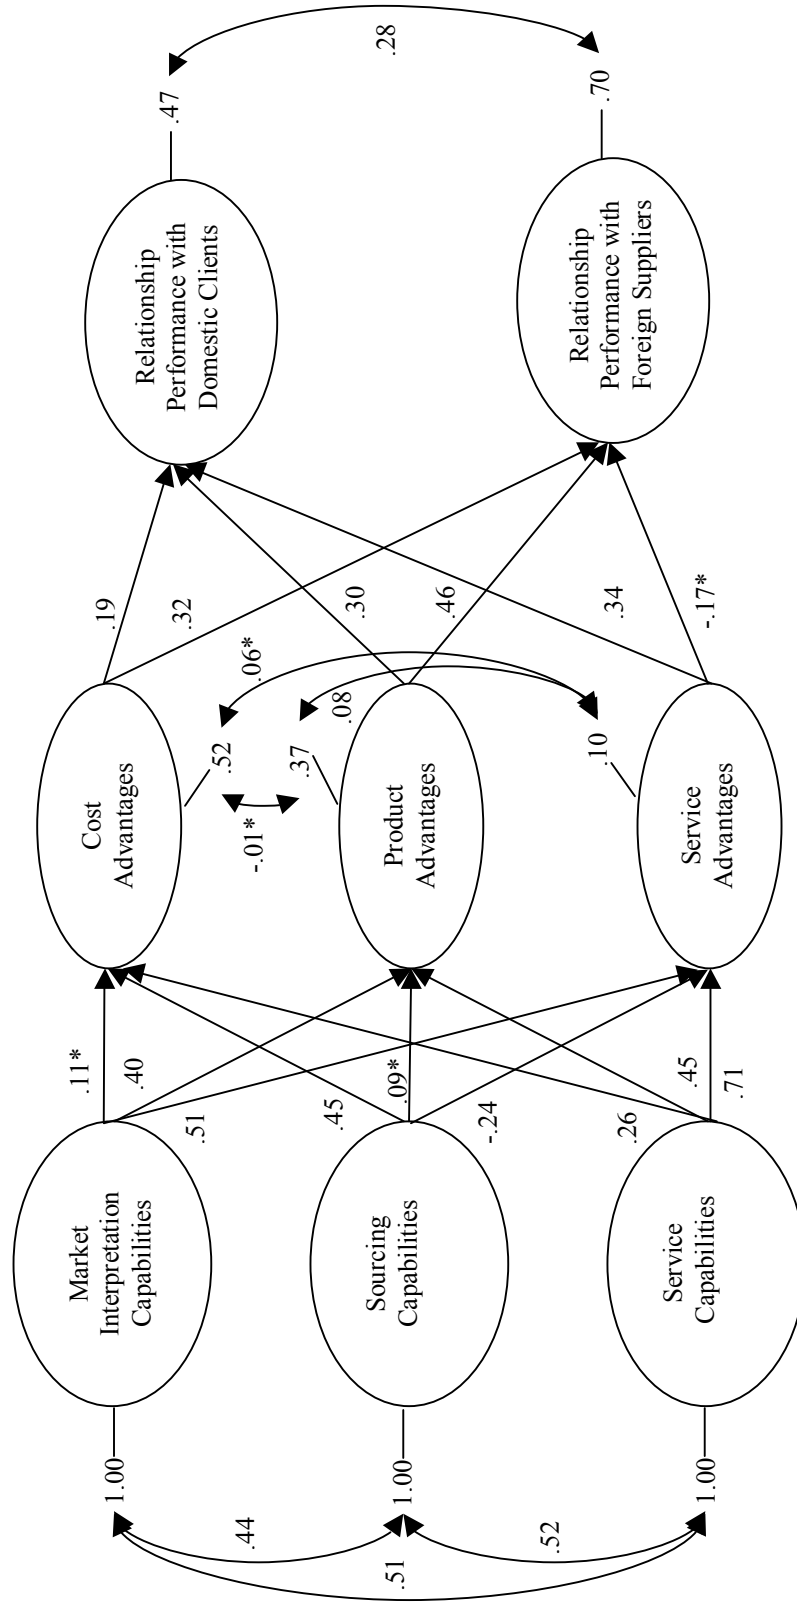 Market
Interpretation
Capabilities
Sourcing
Capabilities
Service
Capabilities
1.00
1.00
1.00
.44
.51
.52
.11*
.40
.51
.45
.09*
-.24
.26
.45
.71
Cost
Advantages
Product
Advantages
Service
Advantages
.52
-.01*
.37
.06*
.08
.10
.19
.32
.30
.46
.34
-.17*
Relationship
Performance with
Domestic Clients
Relationship
Performance with
Foreign Suppliers
.47
.28
.70